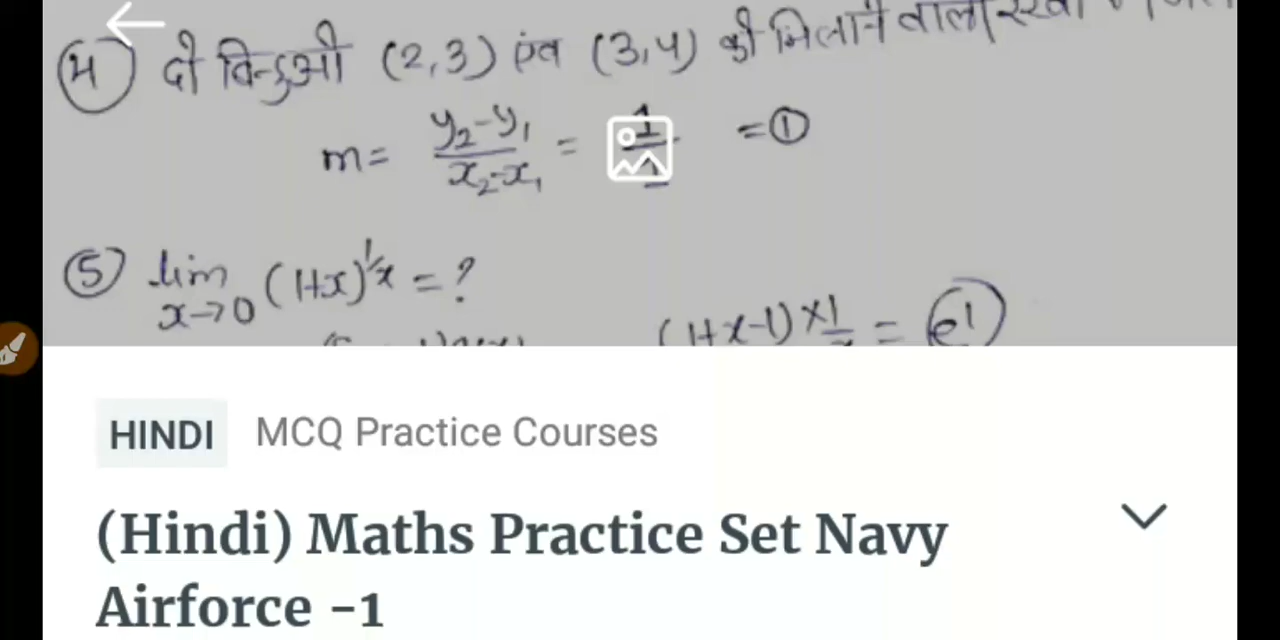 ④ दो बिन्दुओ (2,3) एंव (3,4) को मिलाने वाली रेखा
m = y₂-y₁ / x₂-x₁ = 1/1 = ①
⑤ lim x→0 (1+x)^1/x = ?
(1+x-1) × 1/x = e¹
HINDI MCQ Practice Courses
(Hindi) Maths Practice Set Navy
Airforce -1